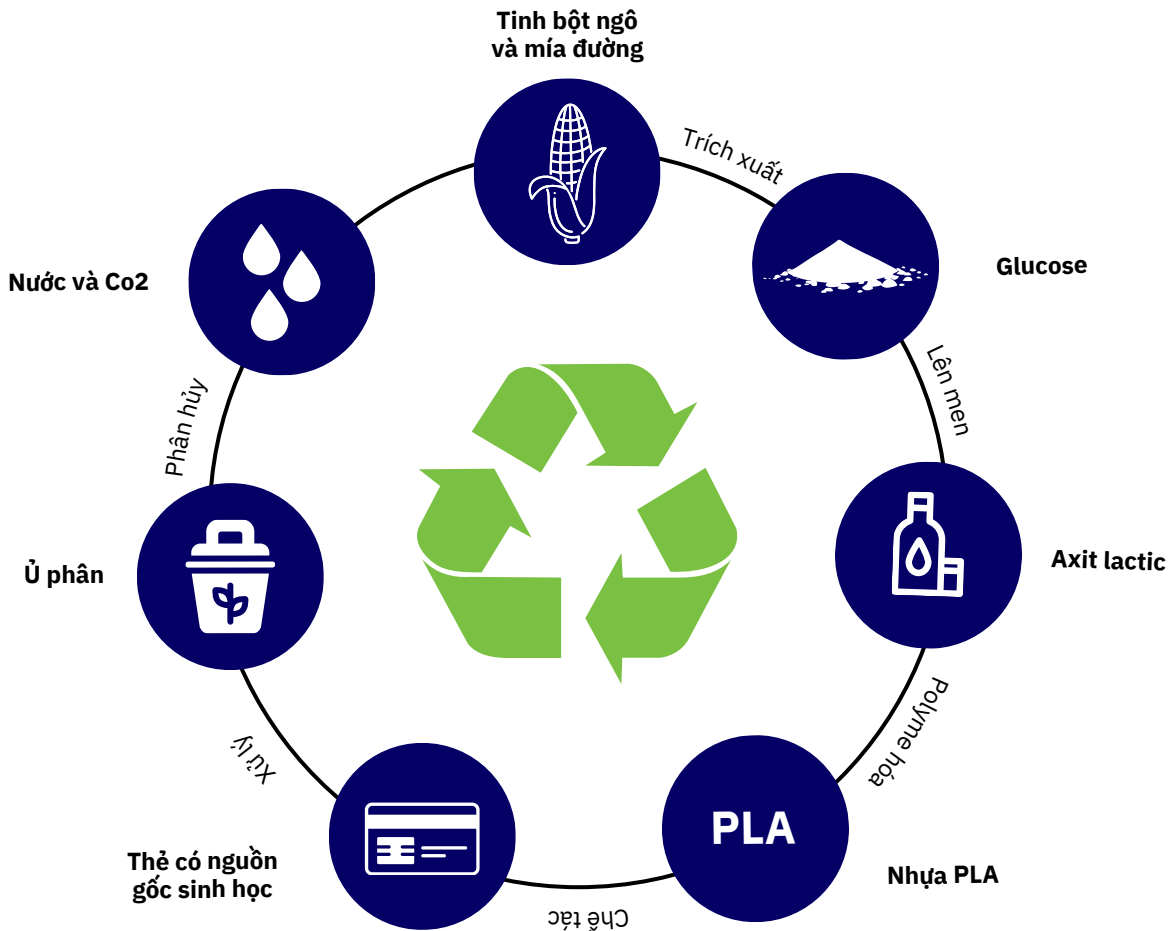 Tinh bột ngô
và mía đường
Trích xuất
Glucose
Lên men
Axit lactic
Polyme hóa
PLA
Nhựa PLA
Chế tác
Thẻ có nguồn
gốc sinh học
Xử lý
Ủ phân
Phân hủy
Nước và Co2